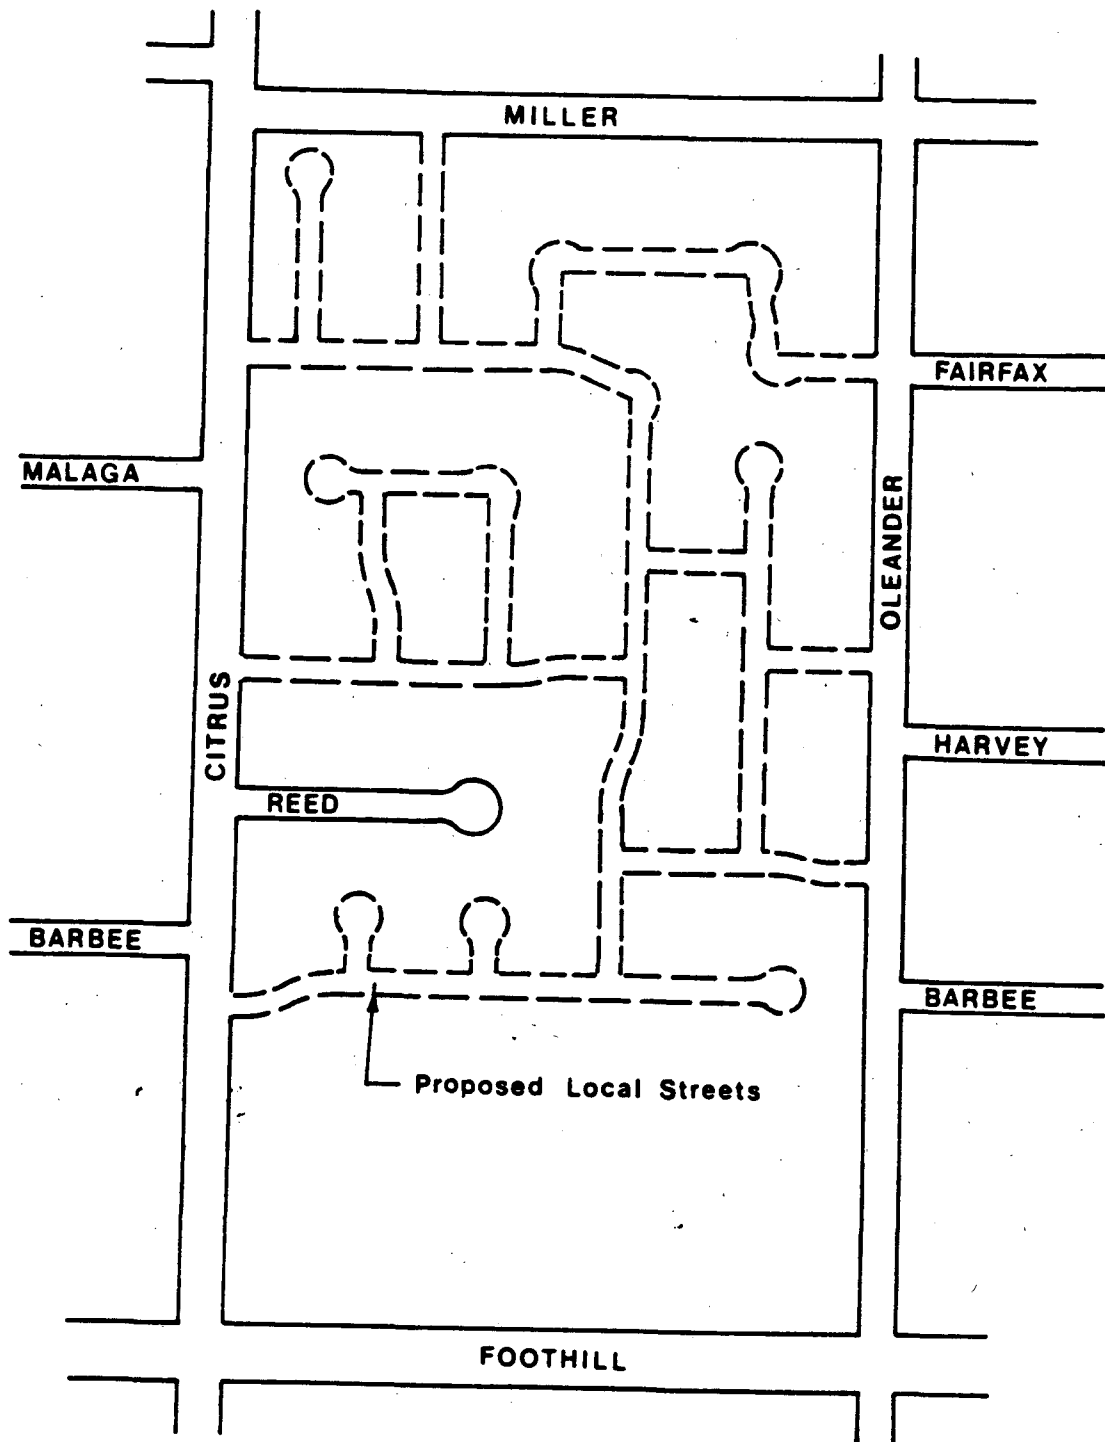 MILLER
FAIRFAX
MALAGA
OLEANDER
CITRUS
HARVEY
REED
BARBEE
BARBEE
Proposed Local Streets
FOOTHILL